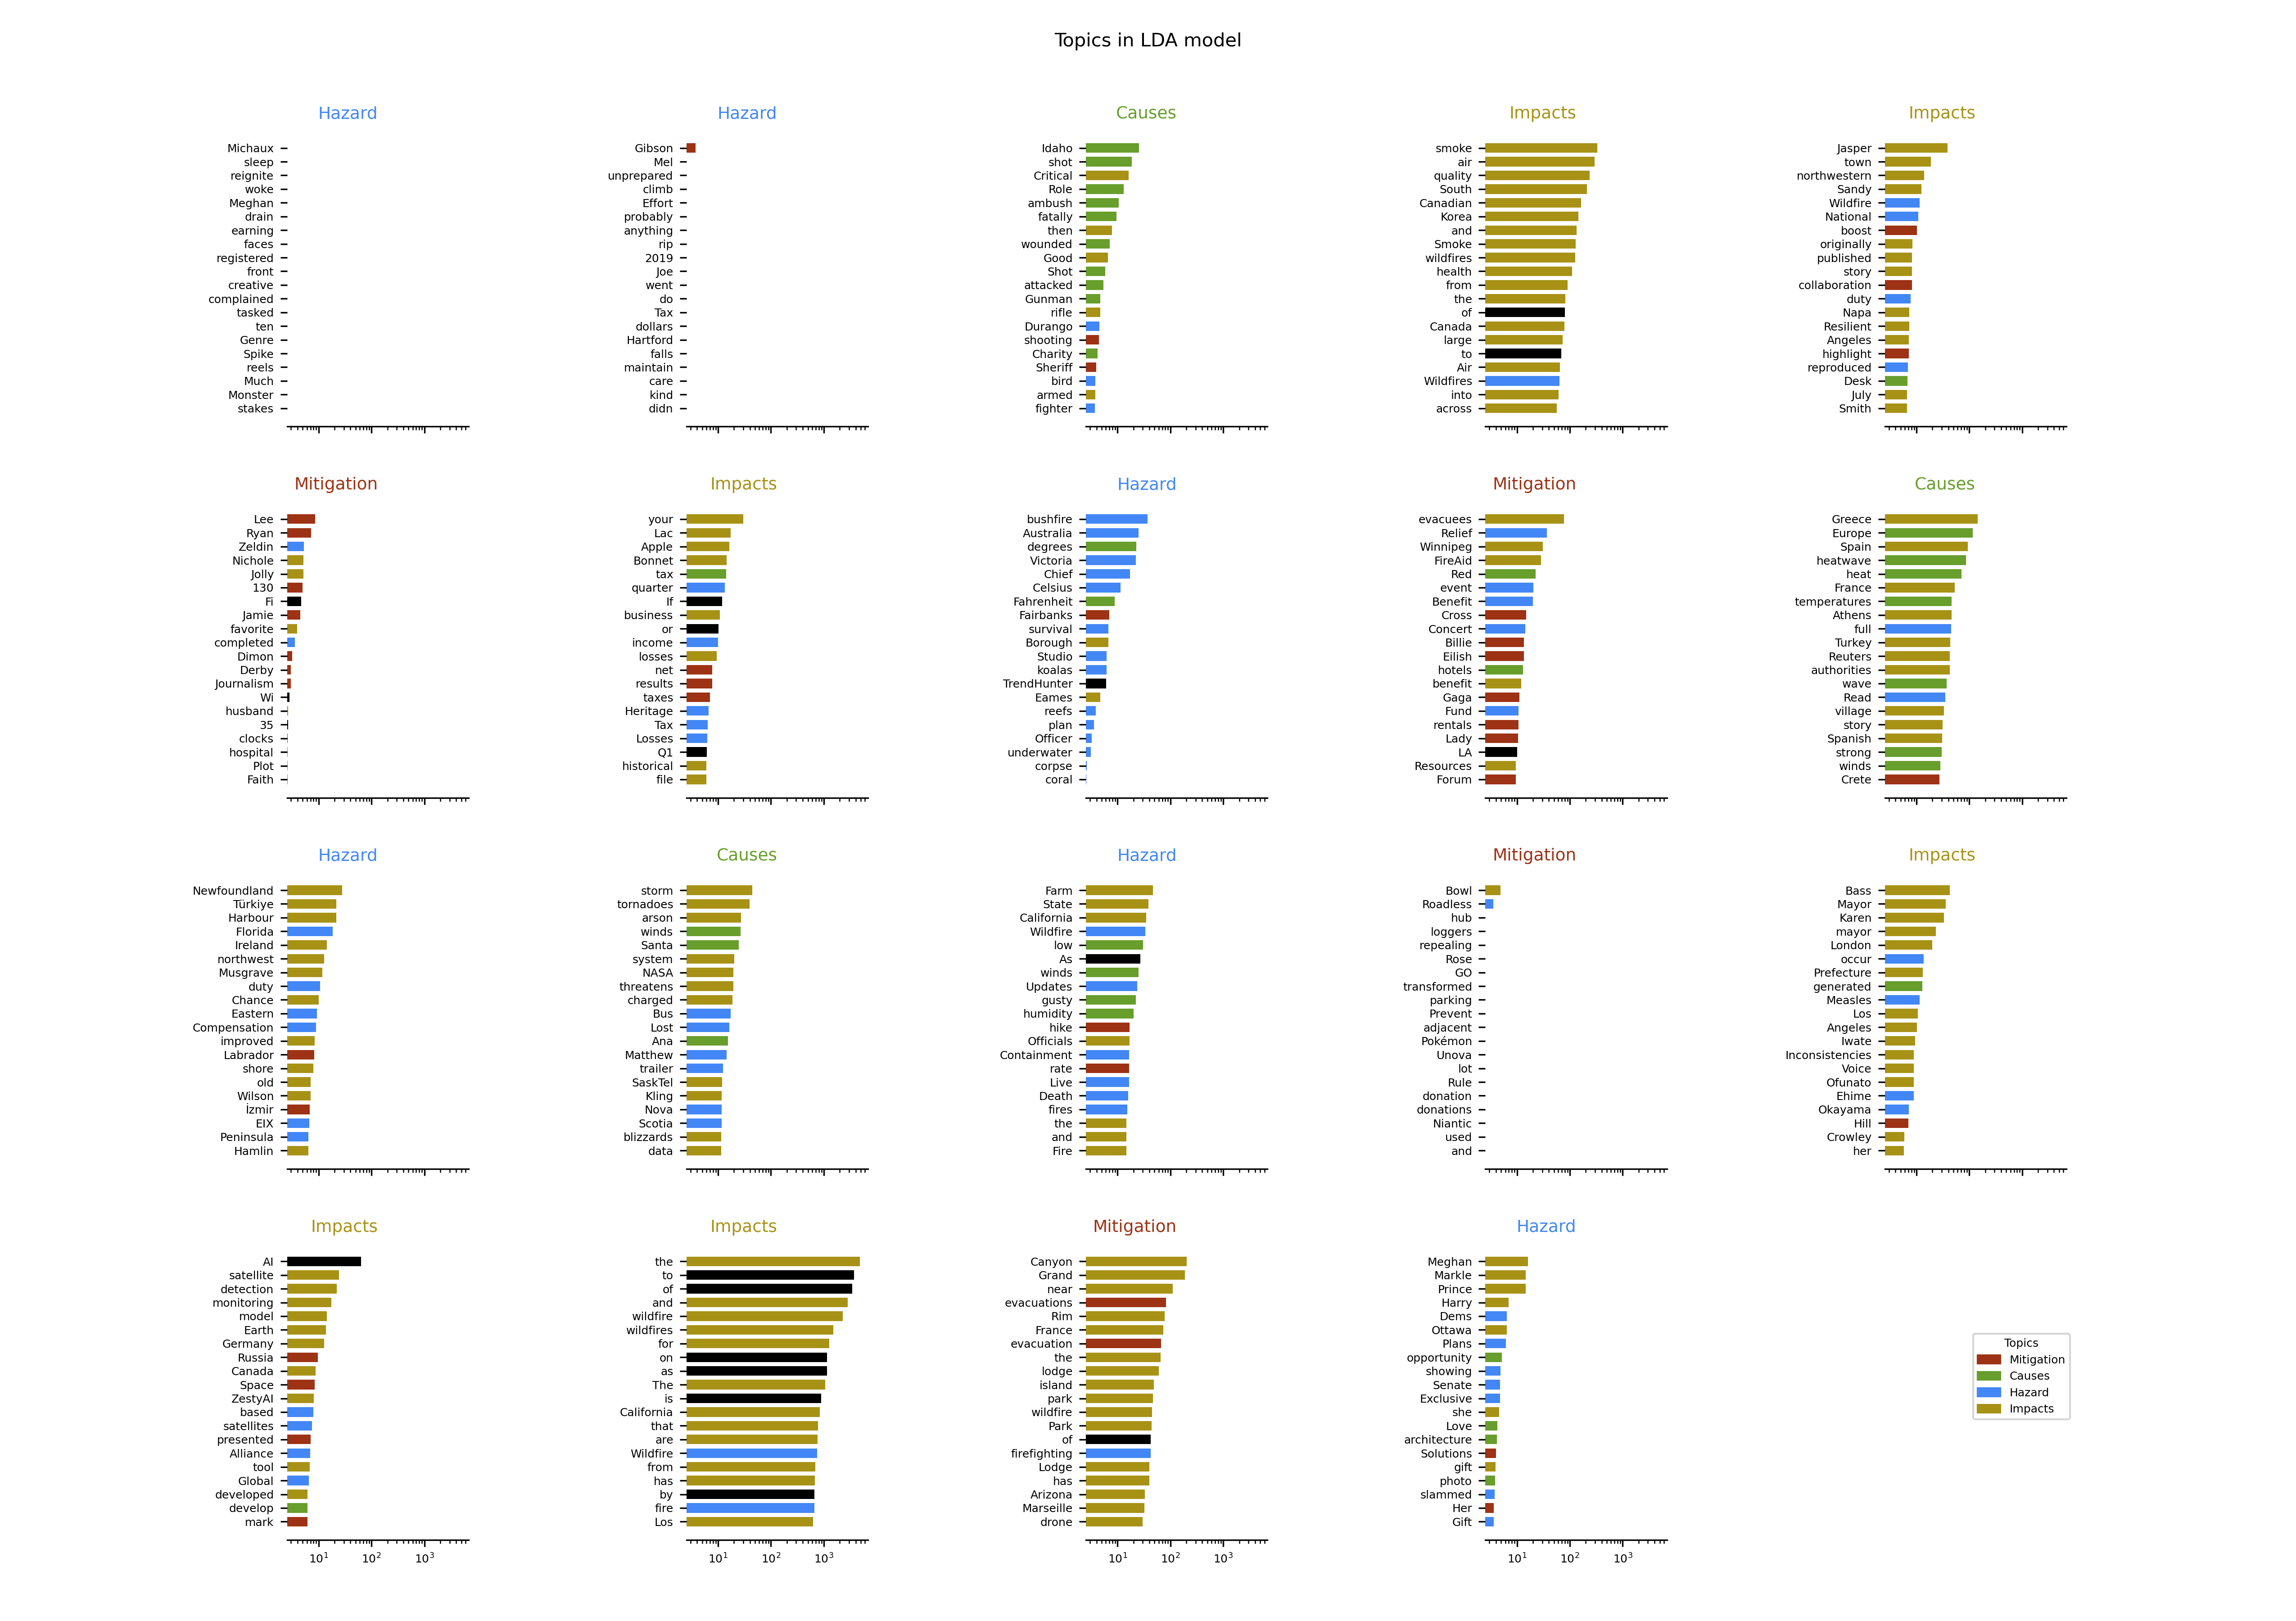 Topics in LDA model
Hazard
Michaux
sleep
reignite
woke
Meghan
drain
earning
faces
registered
front
creative
complained
tasked
ten
Genre
Spike
reels
Much
Monster
stakes
Hazard
Gibson
Mel
unprepared
climb
Effort
probably
anything
rip
2019
Joe
went
do
Tax
dollars
Hartford
falls
maintain
care
kind
didn
Causes
Idaho
shot
Critical
Role
ambush
fatally
then
wounded
Good
Shot
attacked
Gunman
rifle
Durango
shooting
Charity
Sheriff
bird
armed
fighter
Impacts
smoke
air
quality
South
Canadian
Korea
and
Smoke
wildfires
health
from
the
of
Canada
large
to
Air
Wildfires
into
across
Impacts
Jasper
town
northwestern
Sandy
Wildfire
National
boost
originally
published
story
collaboration
duty
Napa
Resilient
Angeles
highlight
reproduced
Desk
July
Smith
Mitigation
Lee
Ryan
Zeldin
Nichole
Jolly
130
Fi
Jamie
favorite
completed
Dimon
Derby
Journalism
Wi
husband
35
clocks
hospital
Plot
Faith
Impacts
your
Lac
Apple
Bonnet
tax
quarter
If
business
or
income
losses
net
results
taxes
Heritage
Tax
Losses
Q1
historical
file
Hazard
bushfire
Australia
degrees
Victoria
Chief
Celsius
Fahrenheit
Fairbanks
survival
Borough
Studio
koalas
TrendHunter
Eames
reefs
plan
Officer
underwater
corpse
coral
Mitigation
evacuees
Relief
Winnipeg
FireAid
Red
event
Benefit
Cross
Concert
Billie
Eilish
hotels
benefit
Gaga
Fund
rentals
Lady
LA
Resources
Forum
Causes
Greece
Europe
Spain
heatwave
heat
France
temperatures
Athens
full
Turkey
Reuters
authorities
wave
Read
village
story
Spanish
strong
winds
Crete
Hazard
Newfoundland
Türkiye
Harbour
Florida
Ireland
northwest
Musgrave
duty
Chance
Eastern
Compensation
improved
Labrador
shore
old
Wilson
İzmir
EIX
Peninsula
Hamlin
Causes
storm
tornadoes
arson
winds
Santa
system
NASA
threatens
charged
Bus
Lost
Ana
Matthew
trailer
SaskTel
Kling
Nova
Scotia
blizzards
data
Hazard
Farm
State
California
Wildfire
low
As
winds
Updates
gusty
humidity
hike
Officials
Containment
rate
Live
Death
fires
the
and
Fire
Mitigation
Bowl
Roadless
hub
loggers
repealing
Rose
GO
transformed
parking
Prevent
adjacent
Pokémon
Unova
lot
Rule
donation
donations
Niantic
used
and
Impacts
Bass
Mayor
Karen
mayor
London
occur
Prefecture
generated
Measles
Los
Angeles
Iwate
Inconsistencies
Voice
Ofunato
Ehime
Okayama
Hill
Crowley
her
Impacts
AI
satellite
detection
monitoring
model
Earth
Germany
Russia
Canada
Space
ZestyAI
based
satellites
presented
Alliance
tool
Global
developed
develop
mark
10¹ 10² 10³
Impacts
the
to
of
and
wildfire
wildfires
for
on
as
The
is
California
that
are
Wildfire
from
has
by
fire
Los
10¹ 10² 10³
Mitigation
Canyon
Grand
near
evacuations
Rim
France
evacuation
the
lodge
island
park
wildfire
Park
of
firefighting
Lodge
has
Arizona
Marseille
drone
10¹ 10² 10³
Hazard
Meghan
Markle
Prince
Harry
Dems
Ottawa
Plans
opportunity
showing
Senate
Exclusive
she
Love
architecture
Solutions
gift
photo
slammed
Her
Gift
10¹ 10² 10³
Topics
Mitigation
Causes
Hazard
Impacts